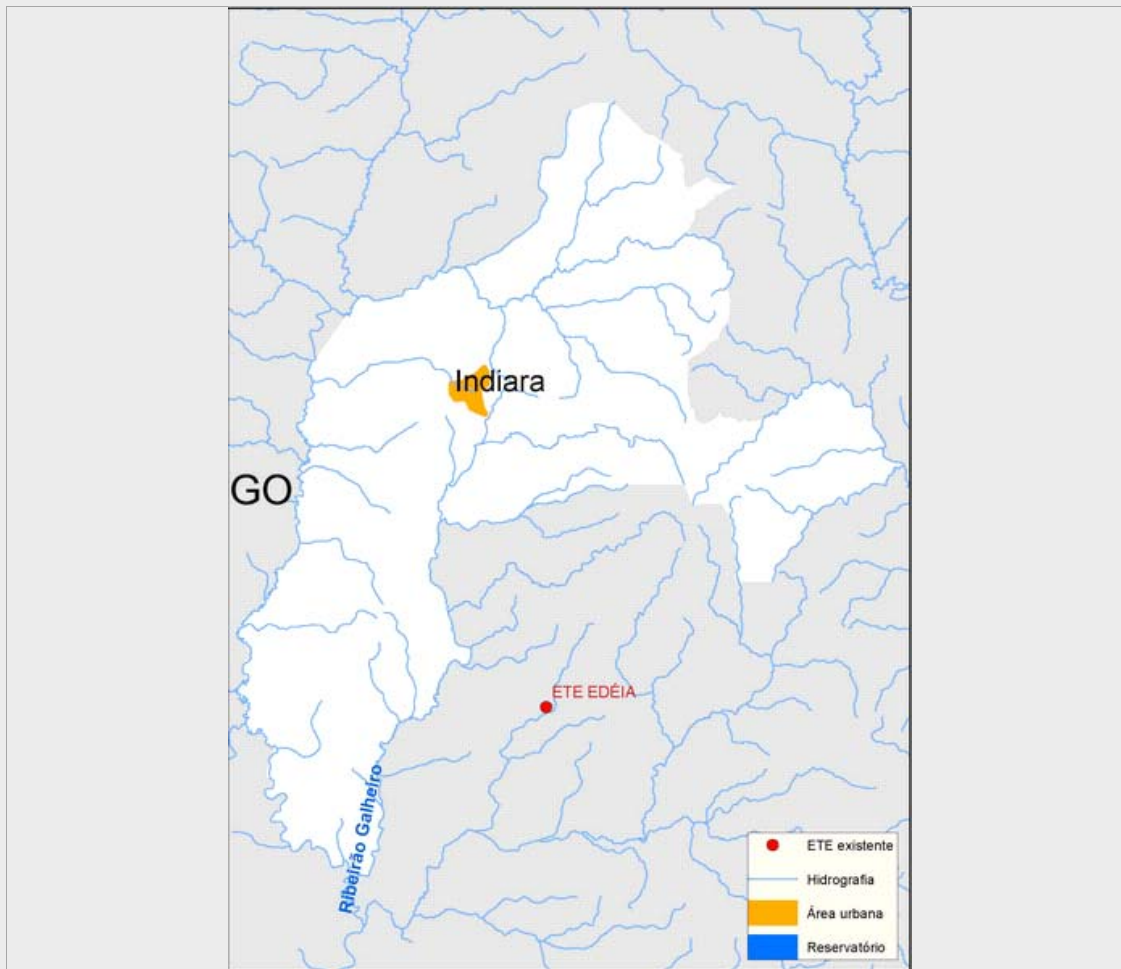 Indiara
GO
ETE EDÉIA
Ribeirão Galheiro
ETE existente
Hidrografia
Área urbana
Reservatório